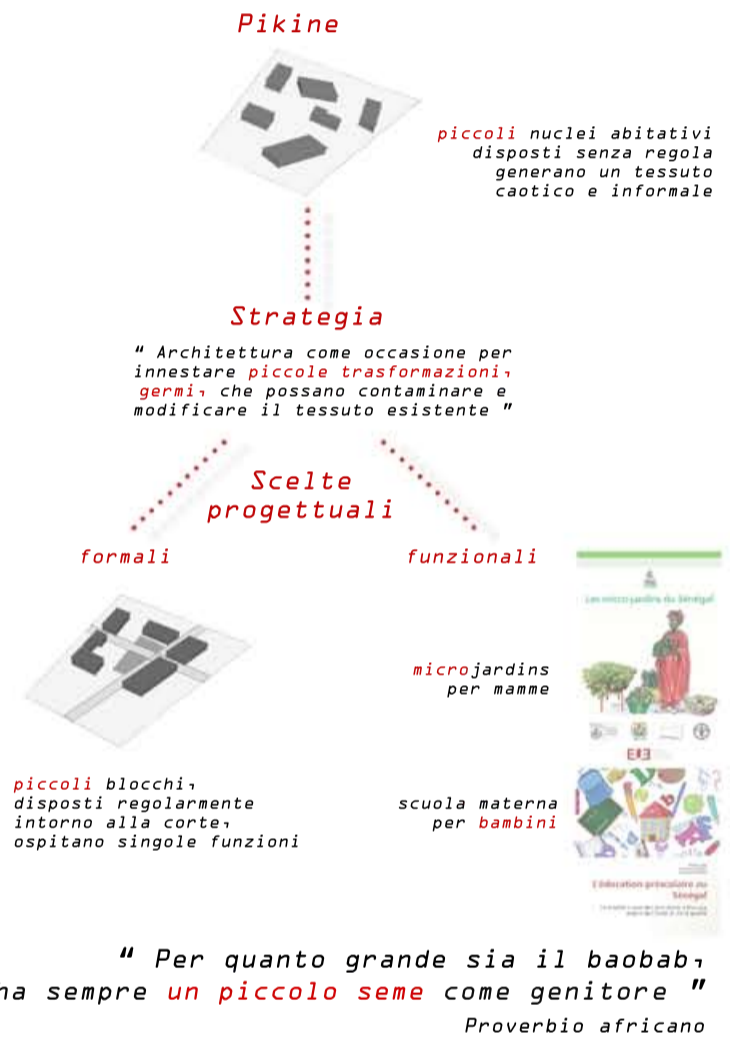 Pikine
piccoli nuclei abitativi
disposti senza regola
generano un tessuto
caotico e informale
Strategia
“ Architettura come occasione per
innestare piccole trasformazioni,
germi, che possano contaminare e
modificare il tessuto esistente ”
Scelte
progettuali
formali
funzionali
Les micro jardins du Sénégal
microjardins
per mamme
piccoli blocchi,
disposti regolarmente
intorno alla corte,
ospitano singole funzioni
scuola materna
per bambini
L'éducation préscolaire au
Sénégal
“ Per quanto grande sia il baobab,
ha sempre un piccolo seme come genitore ”
Proverbio africano